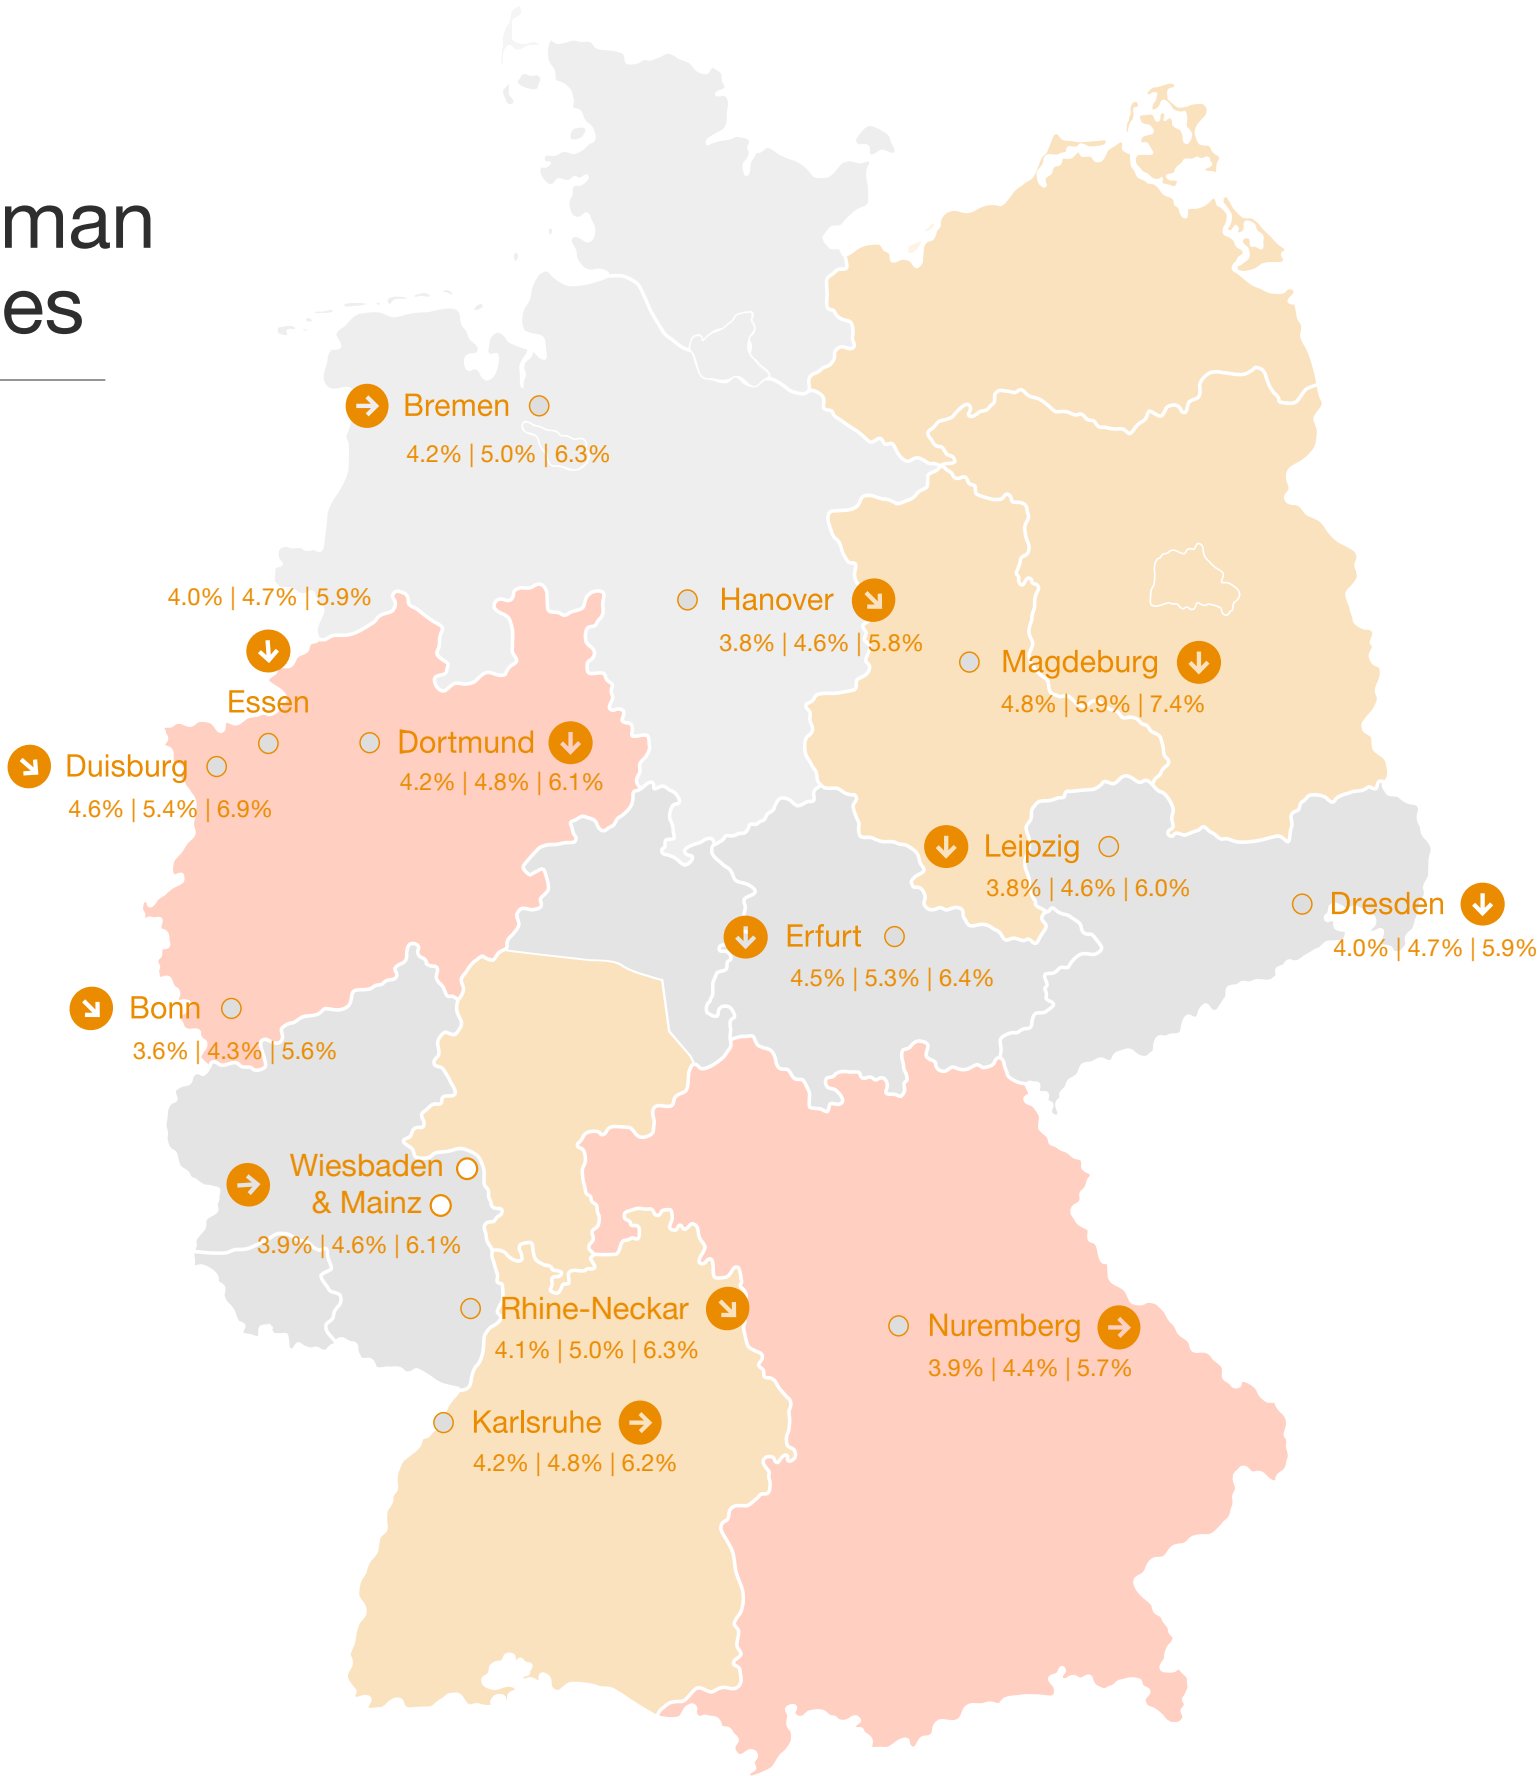 man
es
Bremen
4.2% | 5.0% | 6.3%
4.0% | 4.7% | 5.9%
Essen
Hanover
3.8% | 4.6% | 5.8%
Magdeburg
4.8% | 5.9% | 7.4%
Duisburg
4.6% | 5.4% | 6.9%
Dortmund
4.2% | 4.8% | 6.1%
Leipzig
3.8% | 4.6% | 6.0%
Dresden
4.0% | 4.7% | 5.9%
Erfurt
4.5% | 5.3% | 6.4%
Bonn
3.6% | 4.3% | 5.6%
Wiesbaden
& Mainz
3.9% | 4.6% | 6.1%
Rhine-Neckar
4.1% | 5.0% | 6.3%
Nuremberg
3.9% | 4.4% | 5.7%
Karlsruhe
4.2% | 4.8% | 6.2%